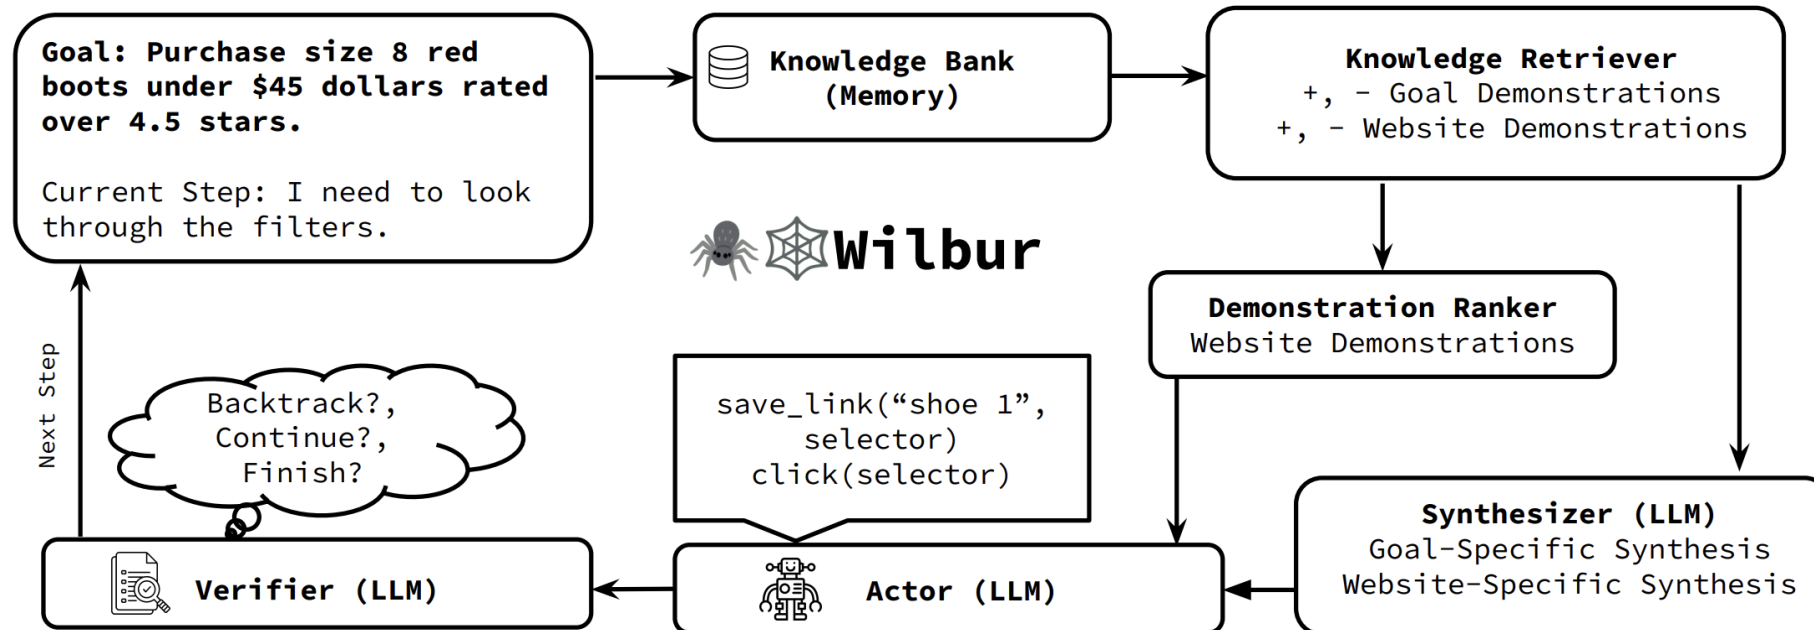 Goal: Purchase size 8 red
boots under $45 dollars rated
over 4.5 stars.
Current Step: I need to look
through the filters.
Knowledge Bank
(Memory)
Knowledge Retriever
+, - Goal Demonstrations
+, - Website Demonstrations
Wilbur
Demonstration Ranker
Website Demonstrations
Next Step
Backtrack?,
Continue?,
Finish?
save_link(“shoe 1”,
selector)
click(selector)
Synthesizer (LLM)
Goal-Specific Synthesis
Website-Specific Synthesis
Verifier (LLM)
Actor (LLM)